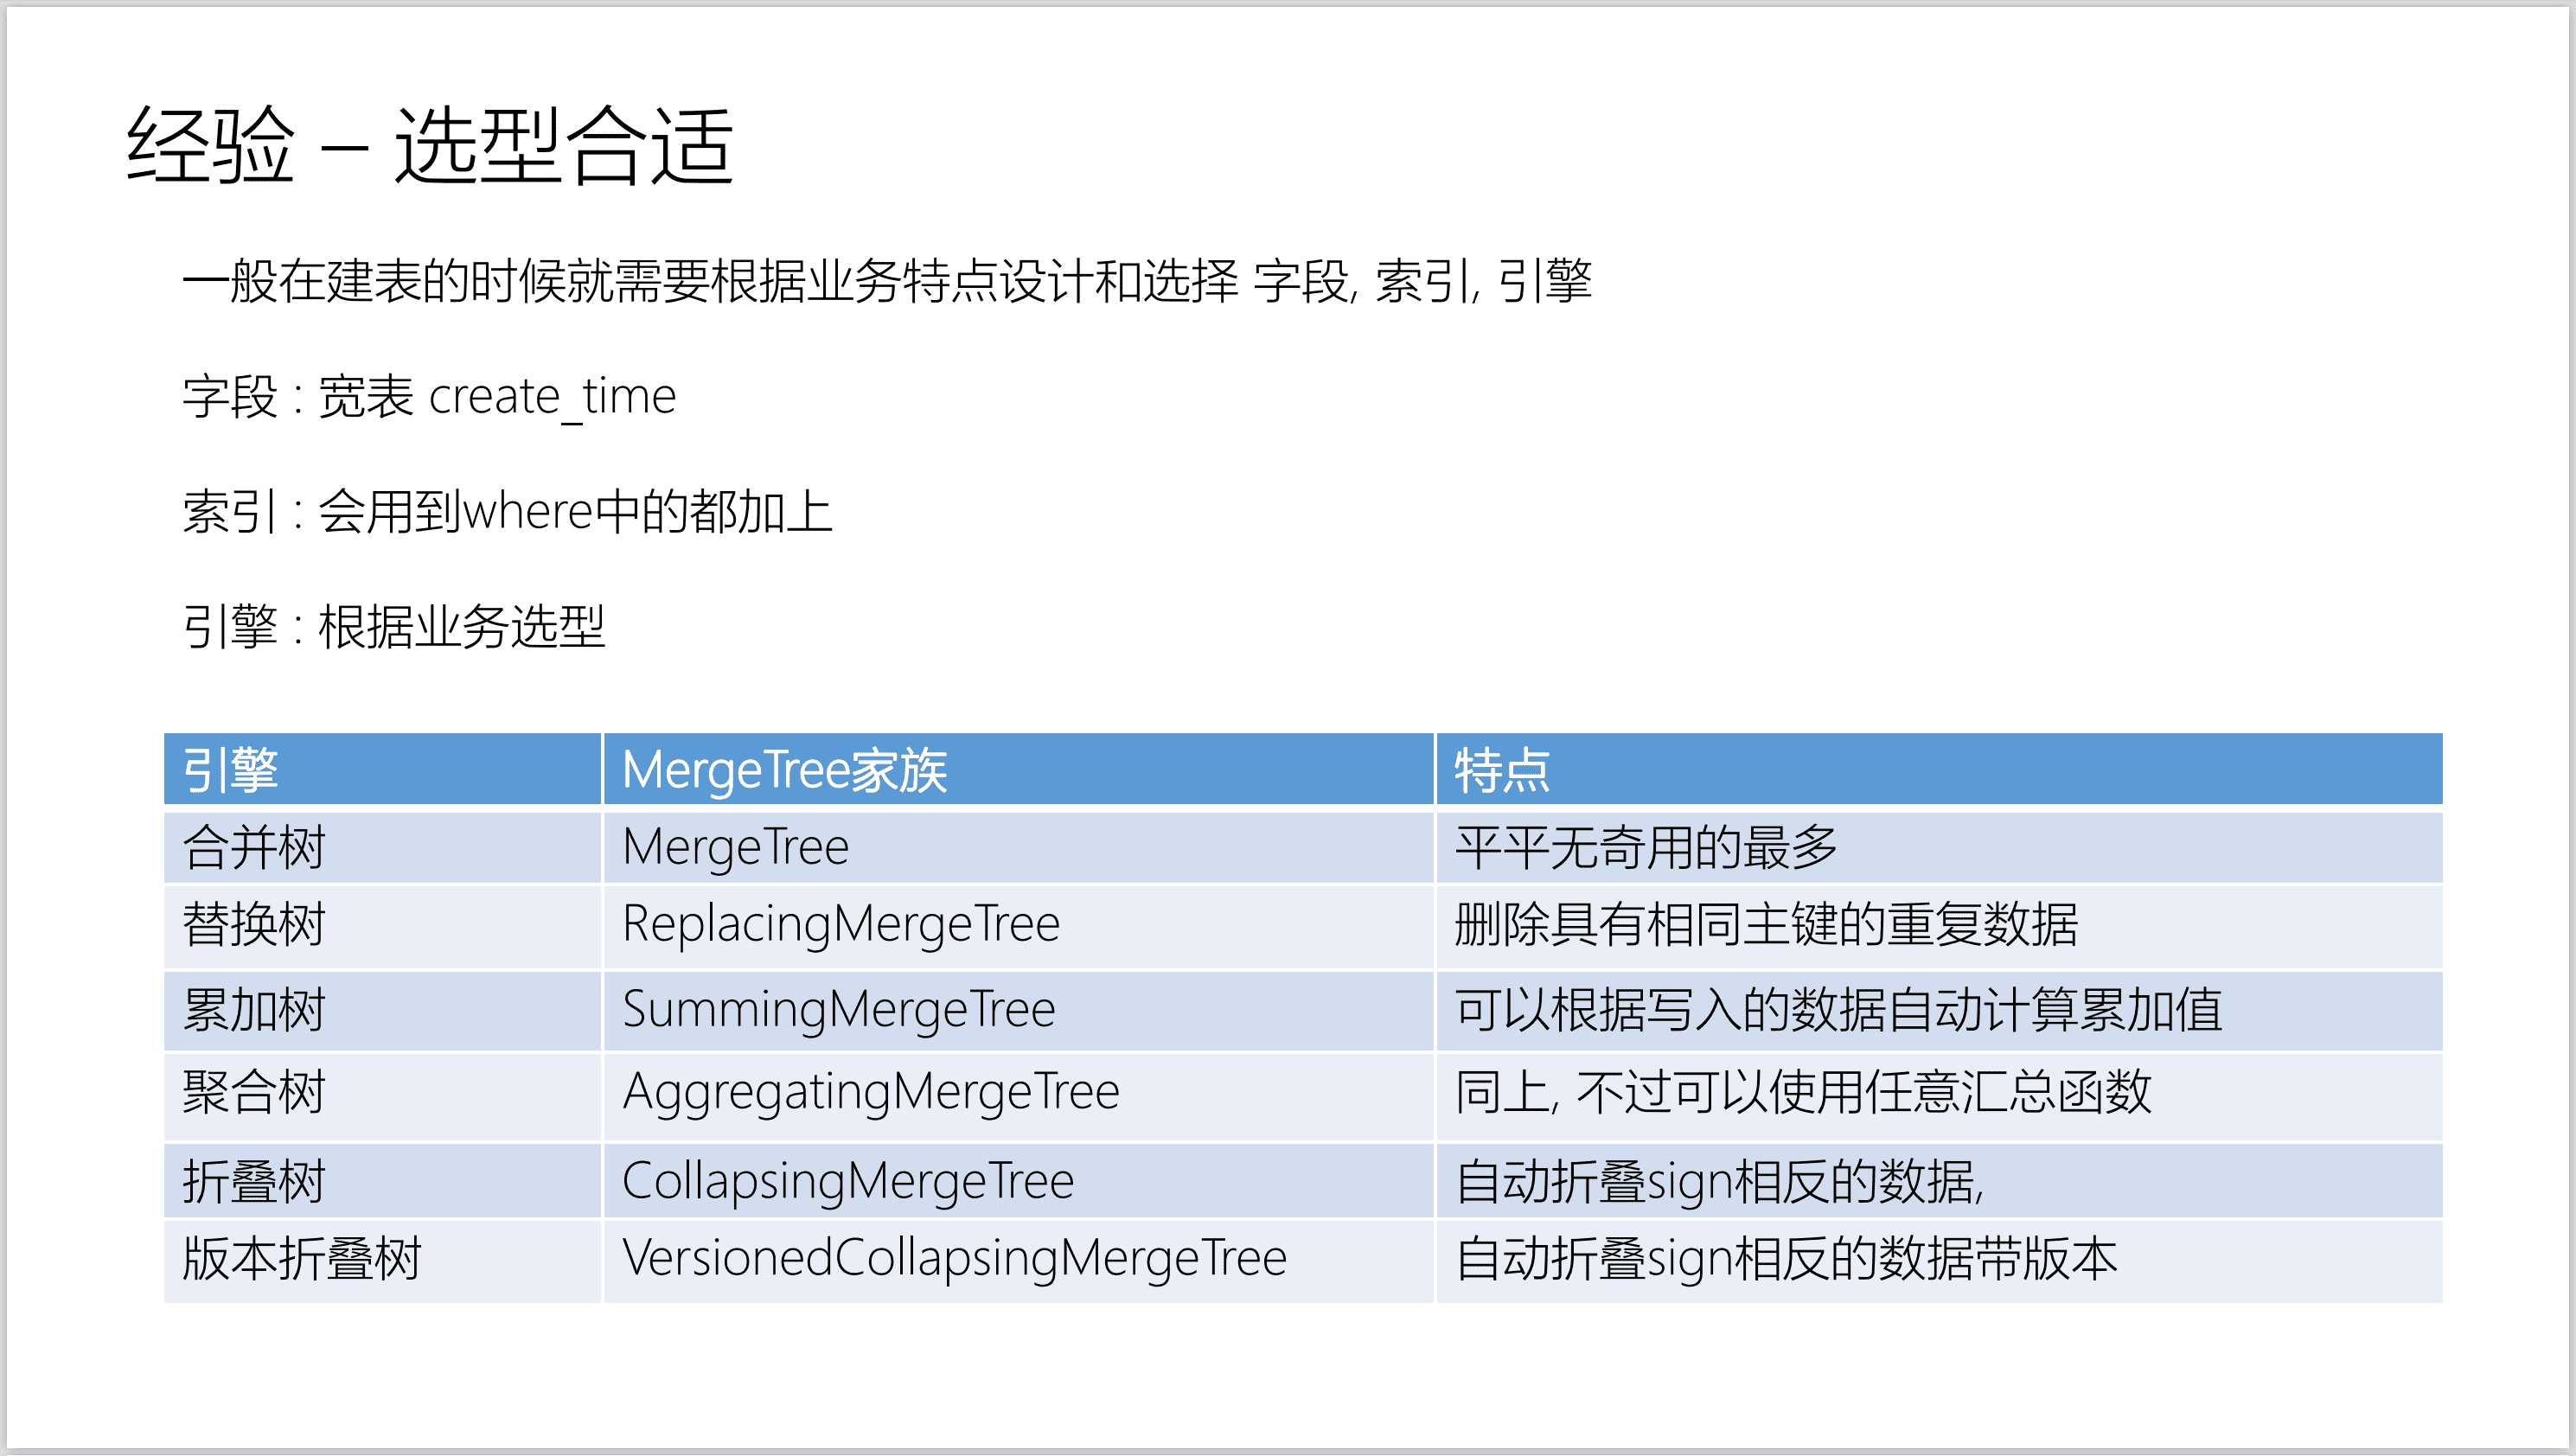 经验 – 选型合适
一般在建表的时候就需要根据业务特点设计和选择 字段, 索引, 引擎
字段 : 宽表 create_time
索引 : 会用到where中的都加上
引擎 : 根据业务选型
引擎 MergeTree家族 特点
合并树 MergeTree 平平无奇用的最多
替换树 ReplacingMergeTree 删除具有相同主键的重复数据
累加树 SummingMergeTree 可以根据写入的数据自动计算累加值
聚合树 AggregatingMergeTree 同上, 不过可以使用任意汇总函数
折叠树 CollapsingMergeTree 自动折叠sign相反的数据,
版本折叠树 VersionedCollapsingMergeTree 自动折叠sign相反的数据带版本